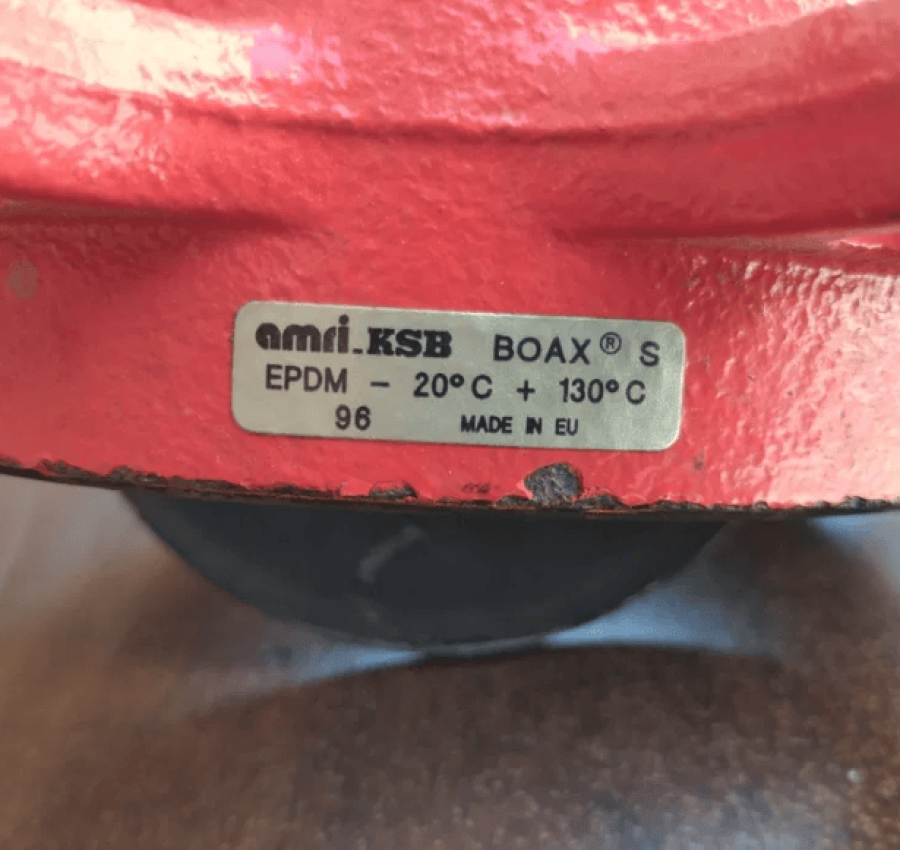 amri-KSB BOAX® S
EPDM - 20°C + 130°C
96 MADE IN EU